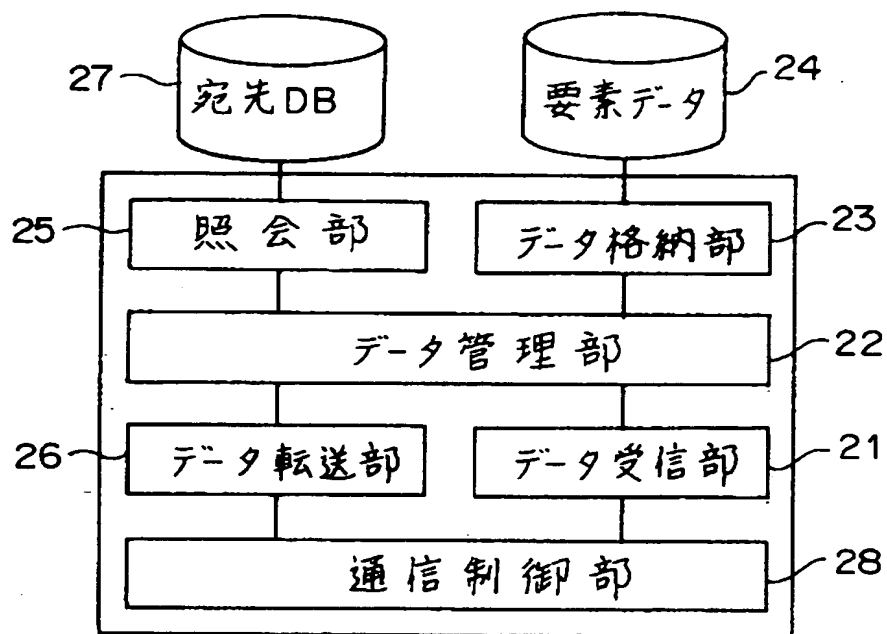 27
宛先DB
要素データ
24
25
照会部
データ格納部
23
データ管理部
22
26
データ転送部
データ受信部
21
通信制御部
28